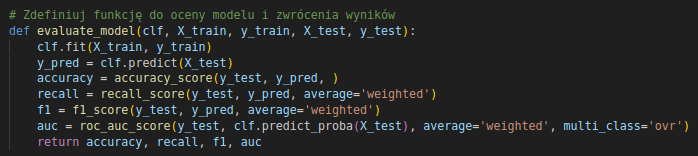 # Zdefiniuj funkcję do oceny modelu i zwrócenia wyników
def evaluate_model(clf, X_train, y_train, X_test, y_test):
    clf.fit(X_train, y_train)
    y_pred = clf.predict(X_test)
    accuracy = accuracy_score(y_test, y_pred, )
    recall = recall_score(y_test, y_pred, average='weighted')
    f1 = f1_score(y_test, y_pred, average='weighted')
    auc = roc_auc_score(y_test, clf.predict_proba(X_test), average='weighted', multi_class='ovr')
    return accuracy, recall, f1, auc